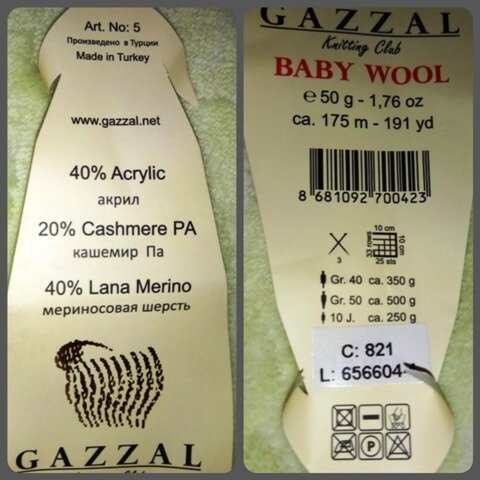 Art. No: 5
Произведено в Турции
Made in Turkey
www.gazzal.net
40% Acrylic
акрил
20% Cashmere PA
кашемир Па
40% Lana Merino
мериносовая шерсть
GAZZAL
GAZZAL
Knitting Club
BABY WOOL
℮ 50 g - 1,76 oz
ca. 175 m - 191 yd
8 681092 700423
3
33 rows
10 cm
10 cm
25 sts
Gr. 40 ca. 350 g
Gr. 50 ca. 500 g
10 J. ca. 250 g
C: 821
L: 656604
P